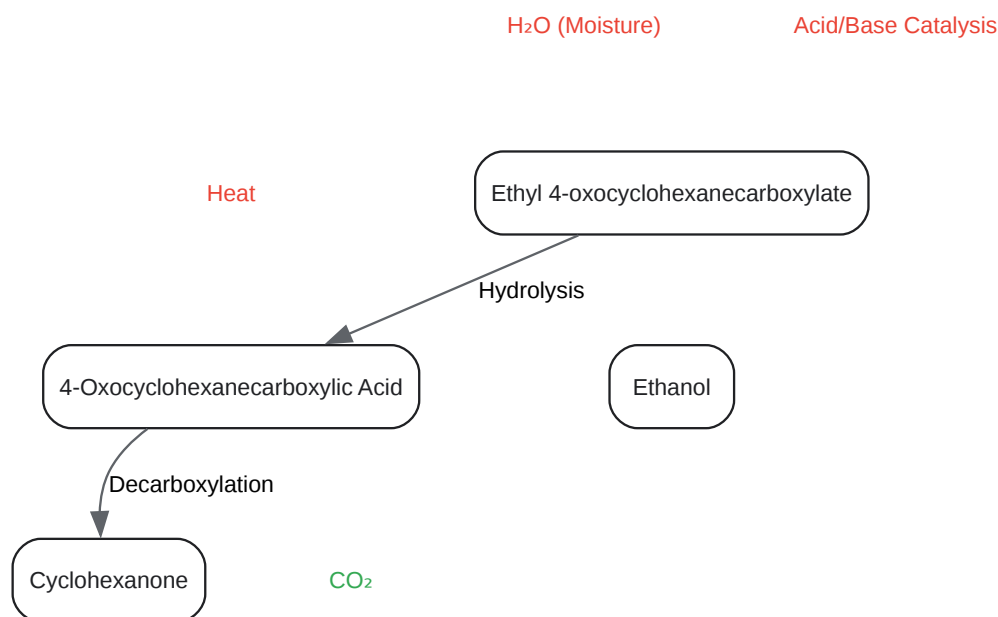 H₂O (Moisture)
Acid/Base Catalysis
Heat
Ethyl 4-oxocyclohexanecarboxylate
Hydrolysis
4-Oxocyclohexanecarboxylic Acid
Ethanol
Decarboxylation
Cyclohexanone
CO₂